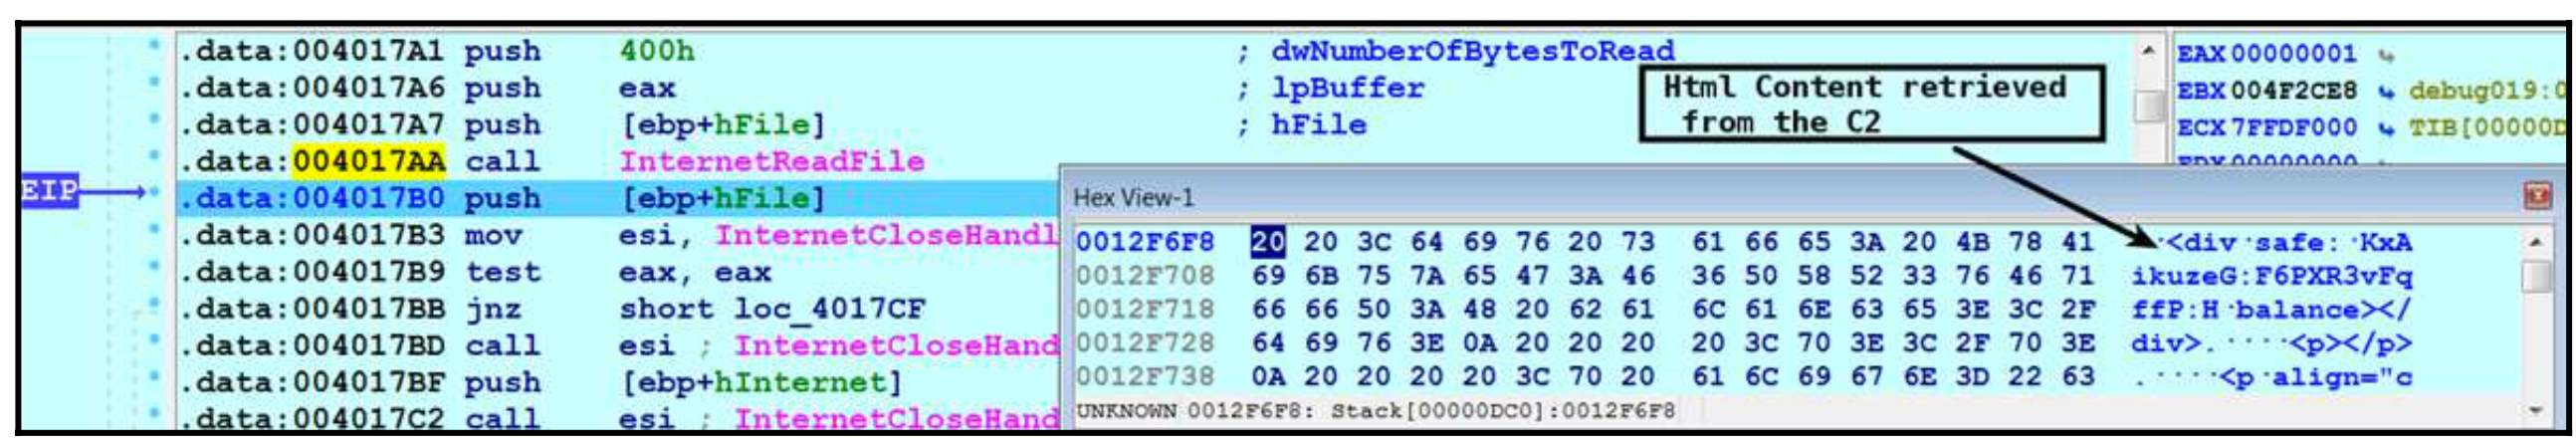 .data:004017A1 push 400h ; dwNumberOfBytesToRead
.data:004017A6 push eax ; lpBuffer
.data:004017A7 push [ebp+hFile] ; hFile
.data:004017AA call InternetReadFile
EIP .data:004017B0 push [ebp+hFile]
.data:004017B3 mov esi, InternetCloseHandl
.data:004017B9 test eax, eax
.data:004017BB jnz short loc_4017CF
.data:004017BD call esi ; InternetCloseHand
.data:004017BF push [ebp+hInternet]
.data:004017C2 call esi ; InternetCloseHand
Html Content retrieved
from the C2
EAX 00000001
EBX 004F2CE8 debug019:0
ECX 7FFDF000 TIB[00000D
EDX 00000000
Hex View-1
0012F6F8 20 20 3C 64 69 76 20 73 61 66 65 3A 20 4B 78 41 ··<div·safe:·KxA
0012F708 69 6B 75 7A 65 47 3A 46 36 50 58 52 33 76 46 71 ikuzeG:F6PXR3vFq
0012F718 66 66 50 3A 48 20 62 61 6C 61 6E 63 65 3E 3C 2F ffP:H·balance></
0012F728 64 69 76 3E 0A 20 20 20 20 3C 70 3E 3C 2F 70 3E div>.····<p></p>
0012F738 0A 20 20 20 20 3C 70 20 61 6C 69 67 6E 3D 22 63 .····<p·align="c
UNKNOWN 0012F6F8: Stack[00000DC0]:0012F6F8